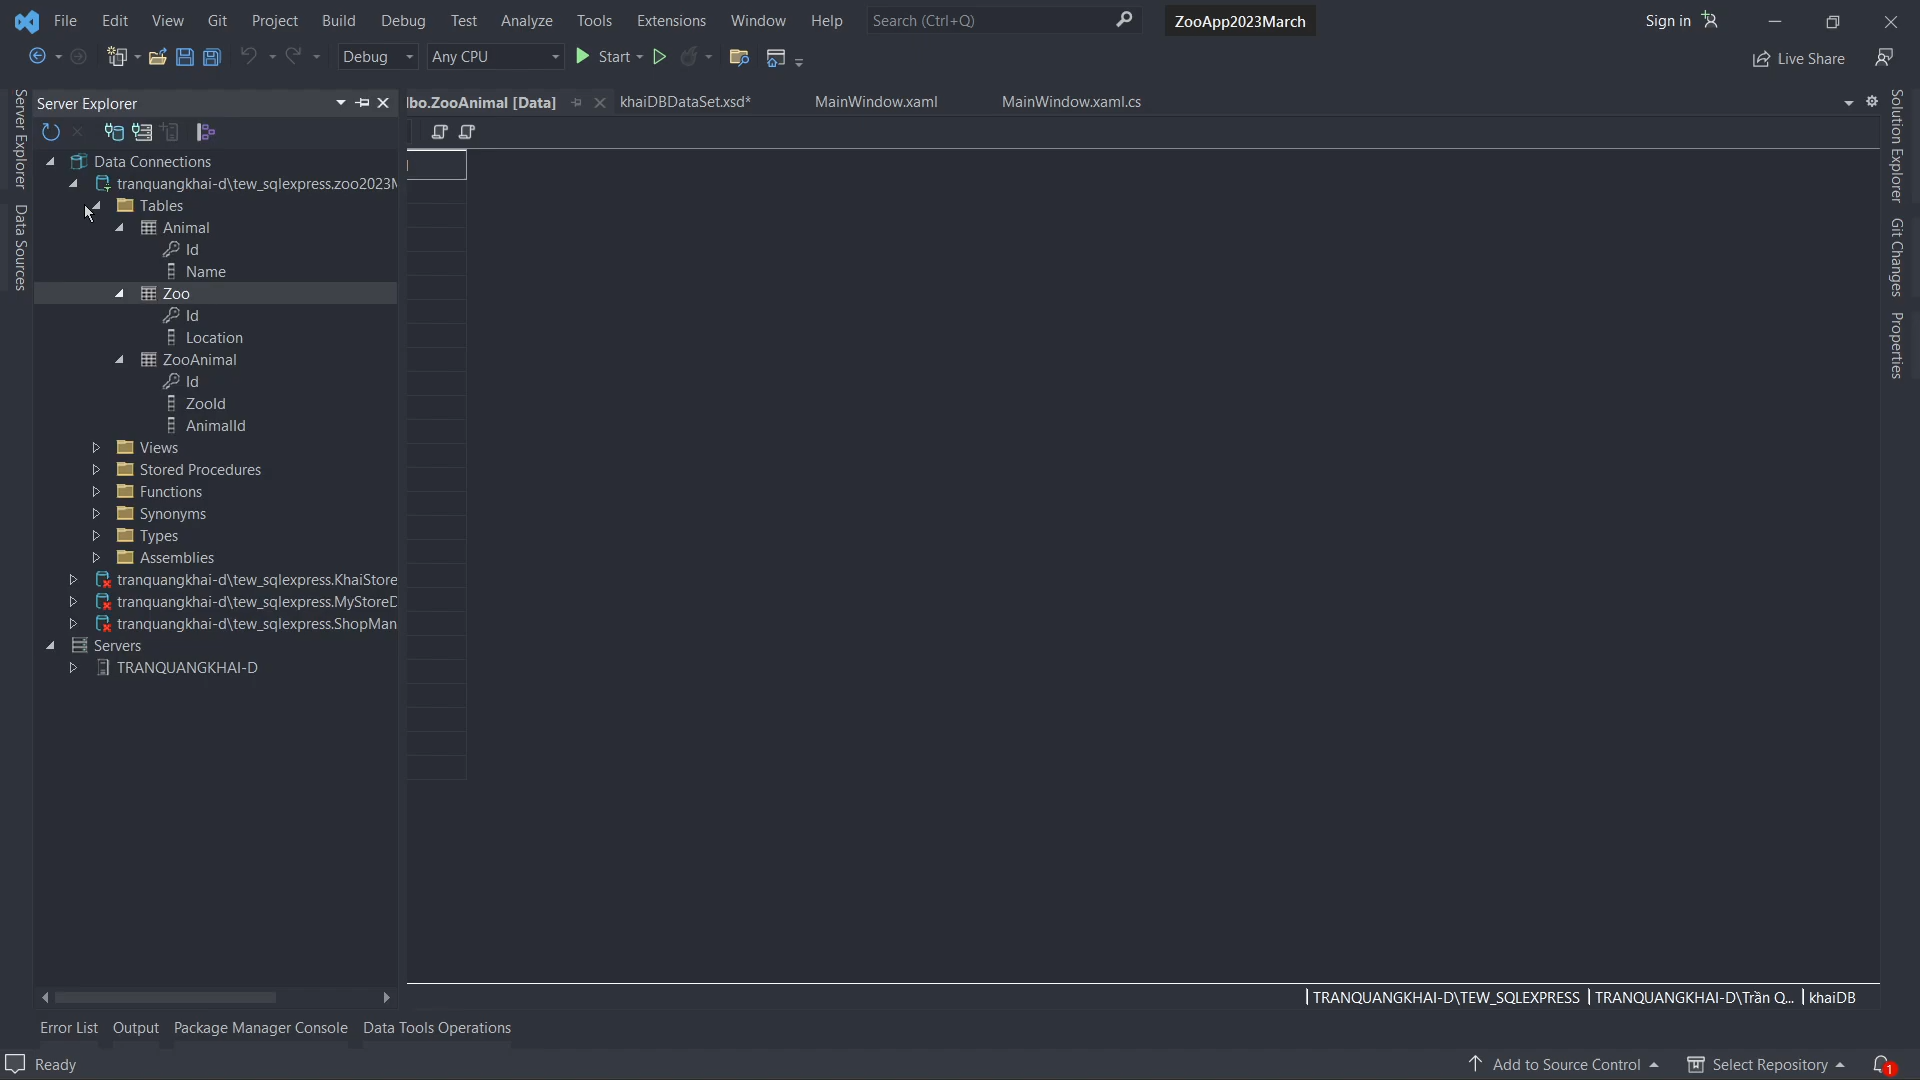 File Edit View Git Project Build Debug Test Analyze Tools Extensions Window Help Search (Ctrl+Q) ZooApp2023March Sign in
Debug Any CPU Start Live Share
Server Explorer
Data Sources
Server Explorer
lbo.ZooAnimal [Data] khaiDBDataSet.xsd* MainWindow.xaml MainWindow.xaml.cs
Solution Explorer
Git Changes
Properties
Data Connections
tranquangkhai-d\tew_sqlexpress.zoo2023M
Tables
Animal
Id
Name
Zoo
Id
Location
ZooAnimal
Id
ZooId
AnimalId
Views
Stored Procedures
Functions
Synonyms
Types
Assemblies
tranquangkhai-d\tew_sqlexpress.KhaiStore
tranquangkhai-d\tew_sqlexpress.MyStoreD
tranquangkhai-d\tew_sqlexpress.ShopMan
Servers
TRANQUANGKHAI-D
TRANQUANGKHAI-D\TEW_SQLEXPRESS TRANQUANGKHAI-D\Trần Q... khaiDB
Error List Output Package Manager Console Data Tools Operations
Ready Add to Source Control Select Repository 1